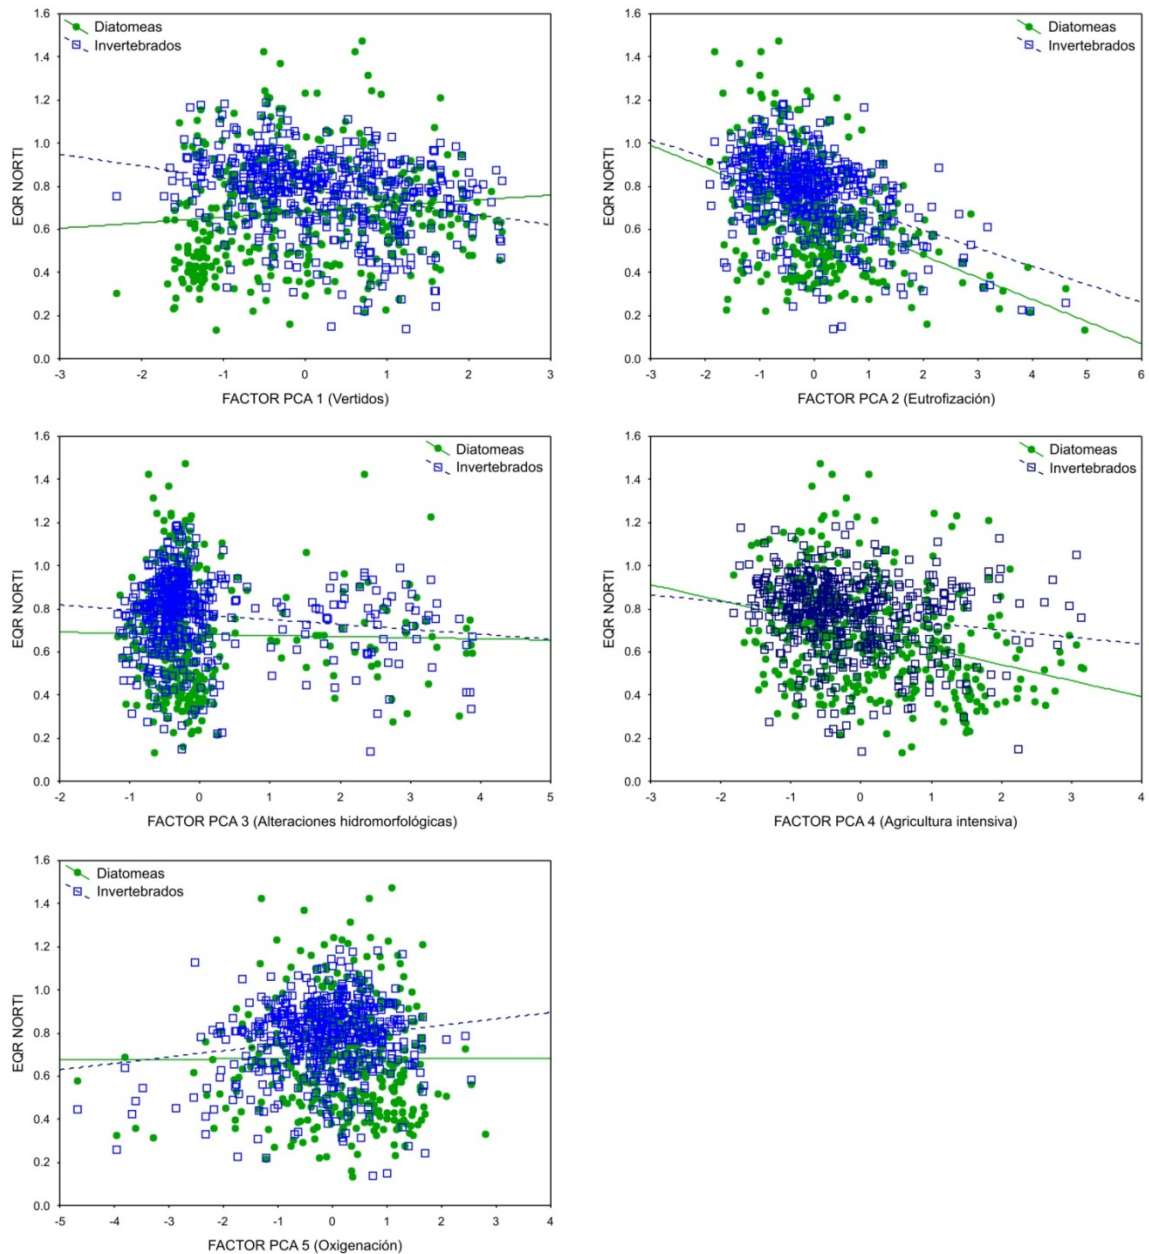 Diatomeas
Invertebrados
EQR NORTI
1.6
1.4
1.2
1.0
0.8
0.6
0.4
0.2
0.0
-3 -2 -1 0 1 2 3
FACTOR PCA 1 (Vertidos)
Diatomeas
Invertebrados
EQR NORTI
1.6
1.4
1.2
1.0
0.8
0.6
0.4
0.2
0.0
-3 -2 -1 0 1 2 3 4 5 6
FACTOR PCA 2 (Eutrofización)
Diatomeas
Invertebrados
EQR NORTI
1.6
1.4
1.2
1.0
0.8
0.6
0.4
0.2
0.0
-2 -1 0 1 2 3 4 5
FACTOR PCA 3 (Alteraciones hidromorfológicas)
Diatomeas
Invertebrados
EQR NORTI
1.6
1.4
1.2
1.0
0.8
0.6
0.4
0.2
0.0
-3 -2 -1 0 1 2 3 4
FACTOR PCA 4 (Agricultura intensiva)
Diatomeas
Invertebrados
EQR NORTI
1.6
1.4
1.2
1.0
0.8
0.6
0.4
0.2
0.0
-5 -4 -3 -2 -1 0 1 2 3 4
FACTOR PCA 5 (Oxigenación)